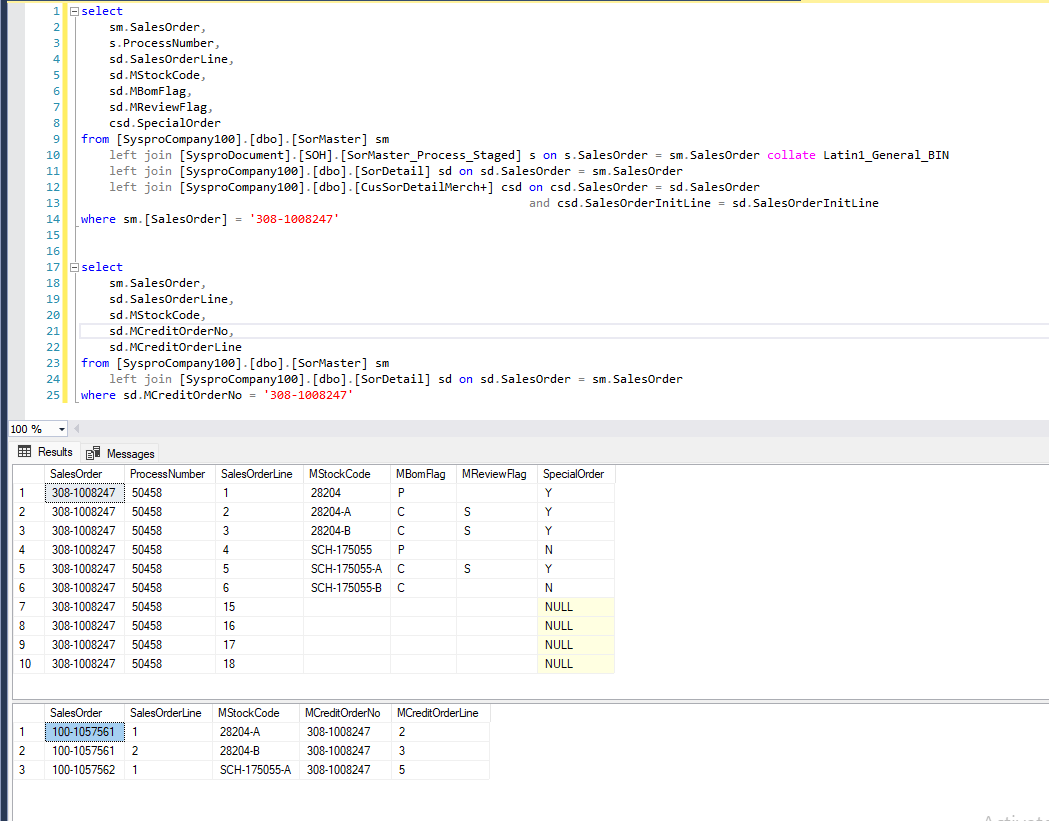 1 select
2 sm.SalesOrder,
3 s.ProcessNumber,
4 sd.SalesOrderLine,
5 sd.MStockCode,
6 sd.MBomFlag,
7 sd.MReviewFlag,
8 csd.SpecialOrder
9 from [SysproCompany100].[dbo].[SorMaster] sm
10 left join [SysproDocument].[SOH].[SorMaster_Process_Staged] s on s.SalesOrder = sm.SalesOrder collate Latin1_General_BIN
11 left join [SysproCompany100].[dbo].[SorDetail] sd on sd.SalesOrder = sm.SalesOrder
12 left join [SysproCompany100].[dbo].[CusSorDetailMerch+] csd on csd.SalesOrder = sd.SalesOrder
13 and csd.SalesOrderInitLine = sd.SalesOrderInitLine
14 where sm.[SalesOrder] = '308-1008247'
15
16
17 select
18 sm.SalesOrder,
19 sd.SalesOrderLine,
20 sd.MStockCode,
21 sd.MCreditOrderNo,
22 sd.MCreditOrderLine
23 from [SysproCompany100].[dbo].[SorMaster] sm
24 left join [SysproCompany100].[dbo].[SorDetail] sd on sd.SalesOrder = sm.SalesOrder
25 where sd.MCreditOrderNo = '308-1008247'
100 %
Results Messages
SalesOrder ProcessNumber SalesOrderLine MStockCode MBomFlag MReviewFlag SpecialOrder
1 308-1008247 50458 1 28204 P Y
2 308-1008247 50458 2 28204-A C S Y
3 308-1008247 50458 3 28204-B C S Y
4 308-1008247 50458 4 SCH-175055 P N
5 308-1008247 50458 5 SCH-175055-A C S Y
6 308-1008247 50458 6 SCH-175055-B C N
7 308-1008247 50458 15 NULL
8 308-1008247 50458 16 NULL
9 308-1008247 50458 17 NULL
10 308-1008247 50458 18 NULL
SalesOrder SalesOrderLine MStockCode MCreditOrderNo MCreditOrderLine
1 100-1057561 1 28204-A 308-1008247 2
2 100-1057561 2 28204-B 308-1008247 3
3 100-1057562 1 SCH-175055-A 308-1008247 5